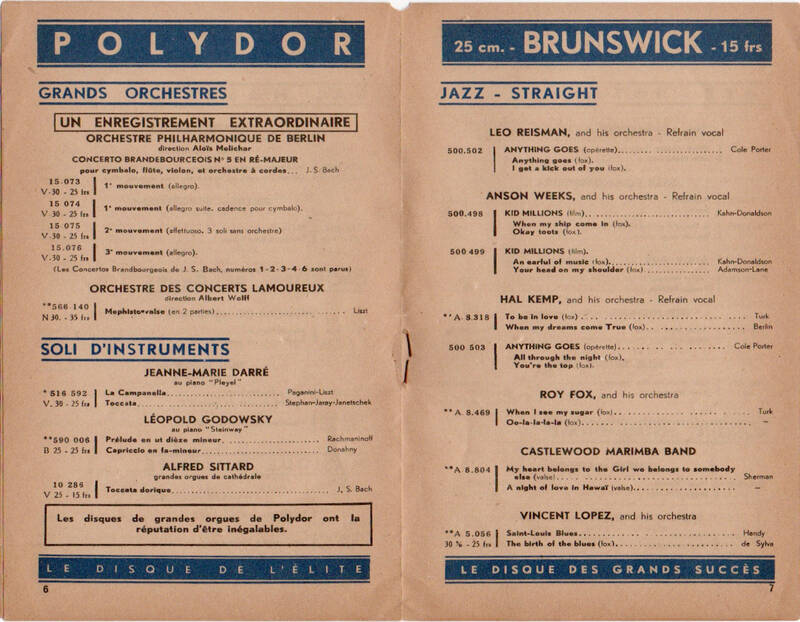 POLYDOR
GRANDS ORCHESTRES
UN ENREGISTREMENT EXTRAORDINAIRE
ORCHESTRE PHILHARMONIQUE DE BERLIN
direction Aloïs Melichar
CONCERTO BRANDEBOURGEOIS N° 5 EN RÉ-MAJEUR
pour cymbalo, flûte, violon, et orchestre à cordes... J. S. Bach
15.073
V-30 - 25 frs
1° mouvement (allegro).
15 074
V-30 - 25 frs
1° mouvement (allegro suite, cadence pour cymbalo).
15 075
V-30 - 25 frs
2° mouvement (affettuoso, 3 soli sans orchestre)
15.076
V-30 - 25 frs
3° mouvement (allegro).
(Les Concertos Brandbourgeois de J. S. Bach, numéros 1-2-3-4-6 sont parus)
ORCHESTRE DES CONCERTS LAMOUREUX
direction Albert Wolff
**566 140
N 30. - 35 frs
Mephisto-valse (en 2 parties)........ Liszt
SOLI D'INSTRUMENTS
JEANNE-MARIE DARRÉ
au piano "Pleyel"
*516 592
V. 30 - 25 frs
La Campanella........ Paganini-Liszt
Toccata........ Stephan-Jaray-Janetschek
LÉOPOLD GODOWSKY
au piano "Steinway"
**590 006
B 25 - 25 frs
Prélude en ut dièze mineur........ Rachmaninoff
Capriccio en fa-mineur........ Donahny
ALFRED SITTARD
grandes orgues de cathédrale
10 286
V 25 - 15 frs
Toccata dorique........ J, S. Bach
Les disques de grandes orgues de Polydor ont la
réputation d'être inégalables.
LE DISQUE DE L'ÉLITE
6
25 cm. - BRUNSWICK - 15 frs
JAZZ - STRAIGHT
LEO REISMAN, and his orchestra - Refrain vocal
500.502 ANYTHING GOES (opérette)........ Cole Porter
Anything goes (fox).
I get a kick out of you (fox).
ANSON WEEKS, and his orchestra - Refrain vocal
500.498 KID MILLIONS (film)........ Kahn-Donaldson
When my ship come In (fox).
Okay toots (fox).
500 499 KID MILLIONS (film).
An earful of music (fox)........ Kahn-Donaldson
Your head on my shoulder (fox)........ Adamson-Lane
HAL KEMP, and his orchestra - Refrain vocal
**A 8.318 To be in love (fox)........ Turk
When my dreams come True (fox)........ Berlin
500 503 ANYTHING GOES (opérette)........ Cole Porter
All through the night (fox).
You're the top (fox).
ROY FOX, and his orchestra
**A 8.469 When I see my sugar (fox)........ Turk
Oo-la-la-la-la (fox)........ —
CASTLEWOOD MARIMBA BAND
**A 8.804 My heart belongs to the Girl we belongs to somebody
else (valse)........ Sherman
A night of love in Hawaï (valse)........ —
VINCENT LOPEZ, and his orchestra
**A 5.056
30 % - 25 frs
Saint-Louis Blues........ Handy
The birth of the blues (fox)........ de Sylva
LE DISQUE DES GRANDS SUCCÈS
7